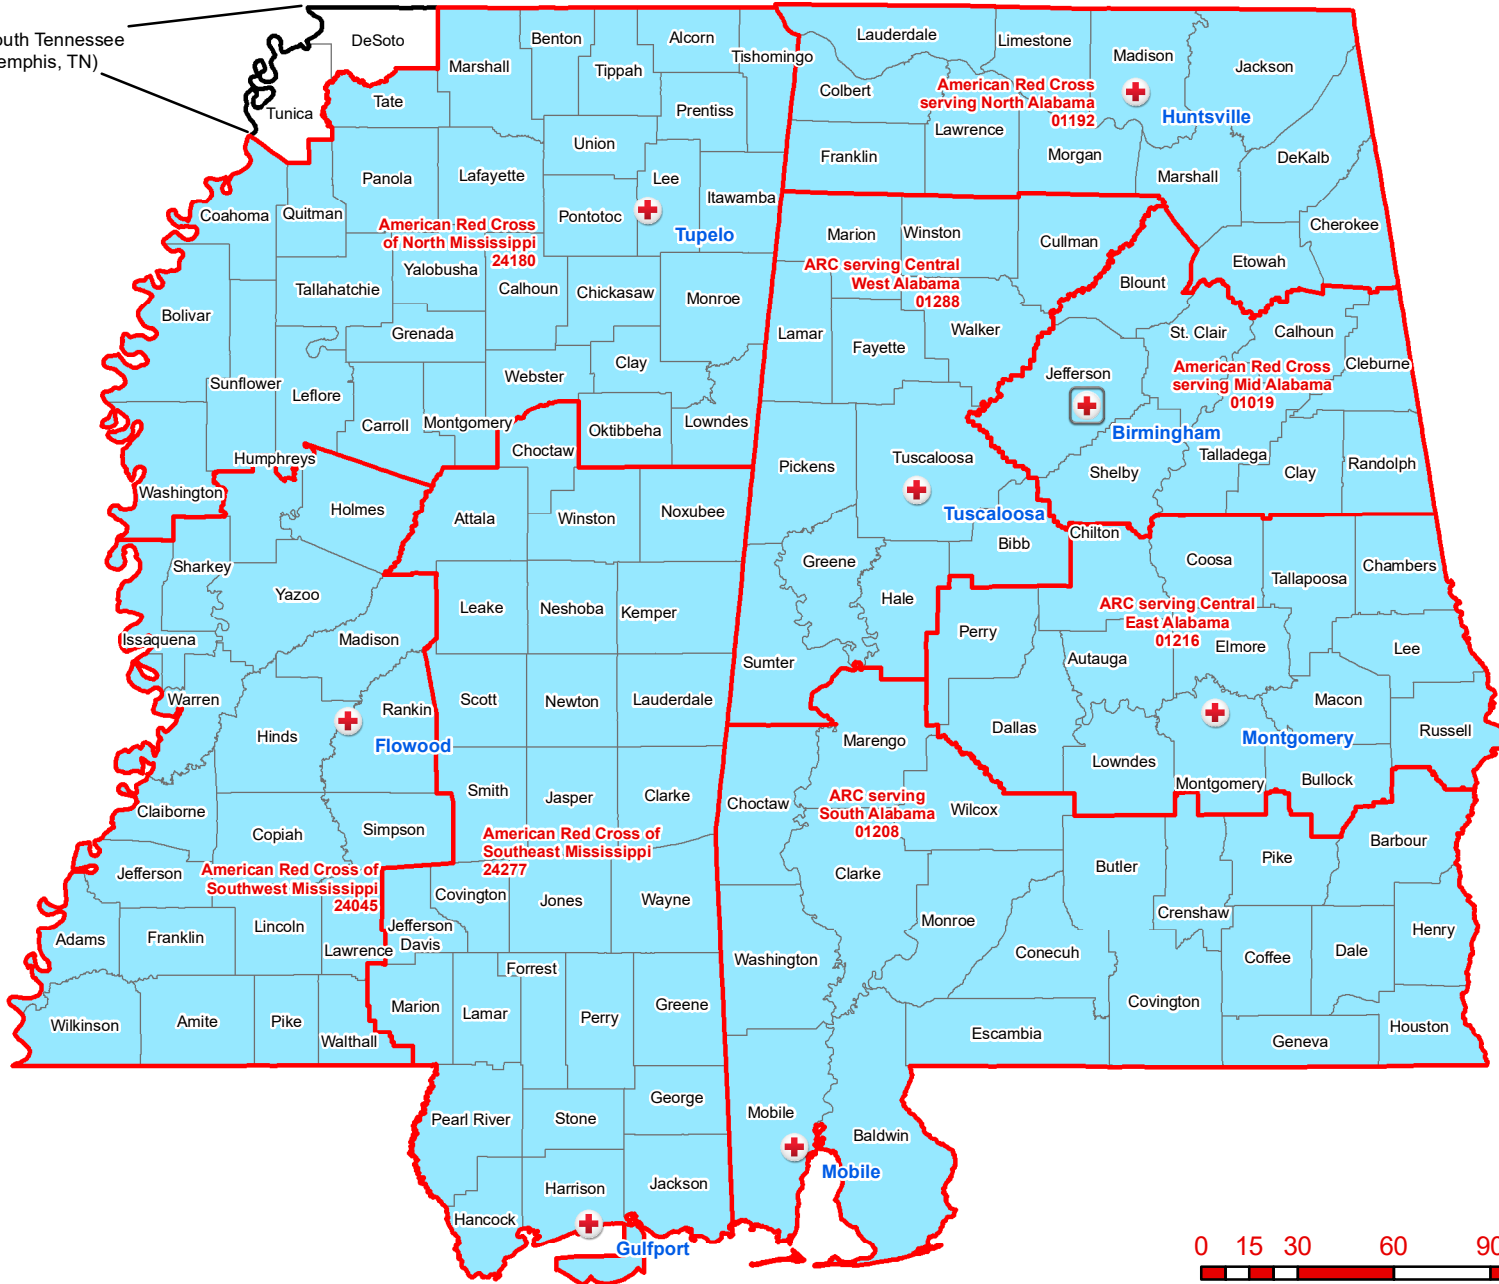 outh Tennessee
emphis, TN)
DeSoto
Tunica
Tate
Marshall
Benton
Tippah
Alcorn
Tishomingo
Prentiss
Union
Panola
Lafayette
Lee
Pontotoc
Itawamba
Coahoma
Quitman
American Red Cross
of North Mississippi
24180
Tupelo
Yalobusha
Tallahatchie
Calhoun
Chickasaw
Monroe
Bolivar
Grenada
Clay
Webster
Sunflower
Leflore
Carroll
Montgomery
Choctaw
Oktibbeha
Lowndes
Humphreys
Washington
Holmes
Attala
Winston
Noxubee
Sharkey
Yazoo
Leake
Neshoba
Kemper
Issaquena
Madison
Warren
Scott
Newton
Lauderdale
Rankin
Hinds
Flowood
Smith
Jasper
Clarke
Claiborne
Copiah
Simpson
American Red Cross of
Southeast Mississippi
24277
Jefferson
American Red Cross of
Southwest Mississippi
24045
Covington
Jones
Wayne
Adams
Franklin
Lincoln
Lawrence
Jefferson
Davis
Forrest
Marion
Lamar
Perry
Greene
Wilkinson
Amite
Pike
Walthall
Pearl River
Stone
George
Harrison
Jackson
Hancock
Gulfport
Lauderdale
Limestone
Madison
Jackson
Colbert
American Red Cross
serving North Alabama
01192
Huntsville
Lawrence
Franklin
Morgan
DeKalb
Marshall
Cherokee
Marion
Winston
Cullman
ARC serving Central
West Alabama
01288
Etowah
Blount
Lamar
Walker
Fayette
St. Clair
Calhoun
Cleburne
Jefferson
American Red Cross
serving Mid Alabama
01019
Birmingham
Pickens
Tuscaloosa
Talladega
Shelby
Clay
Randolph
Tuscaloosa
Bibb
Chilton
Greene
Coosa
Tallapoosa
Chambers
Hale
Perry
ARC serving Central
East Alabama
01216
Elmore
Lee
Sumter
Autauga
Macon
Marengo
Dallas
Montgomery
Russell
Lowndes
Montgomery
Bullock
Choctaw
ARC serving
South Alabama
01208
Wilcox
Barbour
Clarke
Butler
Pike
Monroe
Crenshaw
Henry
Conecuh
Coffee
Dale
Washington
Covington
Escambia
Geneva
Houston
Mobile
Baldwin
Mobile
0 15 30 60 90